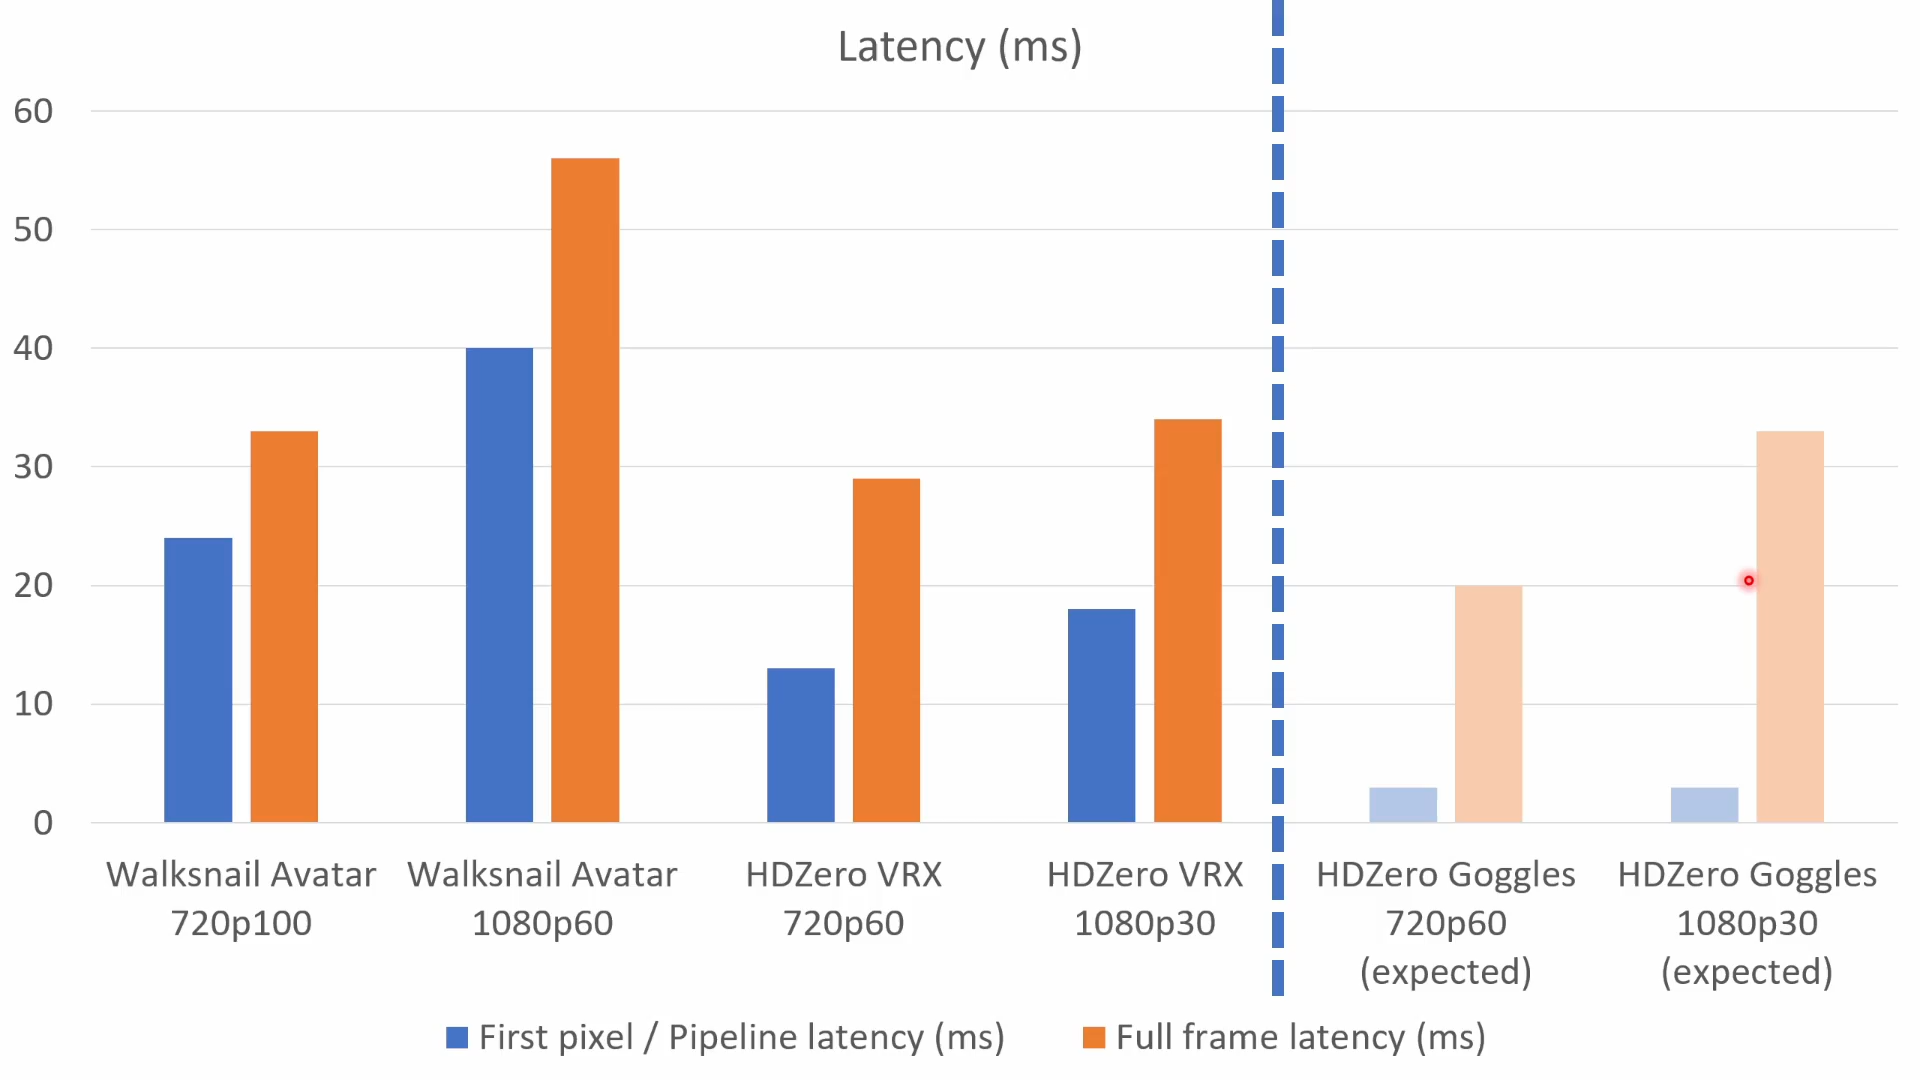 Latency (ms)
60
50
40
30
20
10
0
Walksnail Avatar
720p100
Walksnail Avatar
1080p60
HDZero VRX
720p60
HDZero VRX
1080p30
HDZero Goggles
720p60
(expected)
HDZero Goggles
1080p30
(expected)
First pixel / Pipeline latency (ms)
Full frame latency (ms)